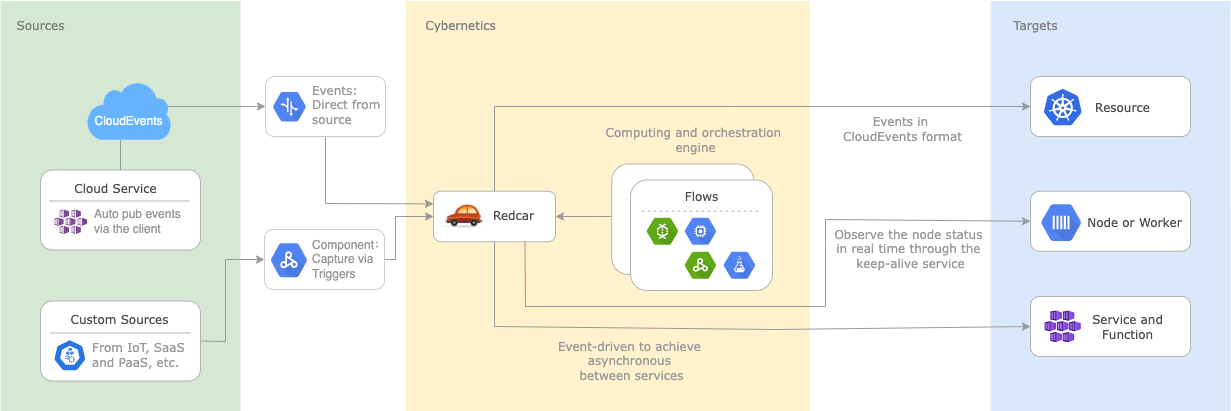 Sources
Cybernetics
Targets
CloudEvents
Events:
Direct from
source
Resource
Events in
CloudEvents format
Computing and orchestration
engine
Cloud Service
Auto pub events
via the client
Redcar
Flows
Node or Worker
Component:
Capture via
Triggers
Observe the node status
in real time through the
keep-alive service
Custom Sources
From IoT, SaaS
and PaaS, etc.
Service and
Function
Event-driven to achieve
asynchronous
between services